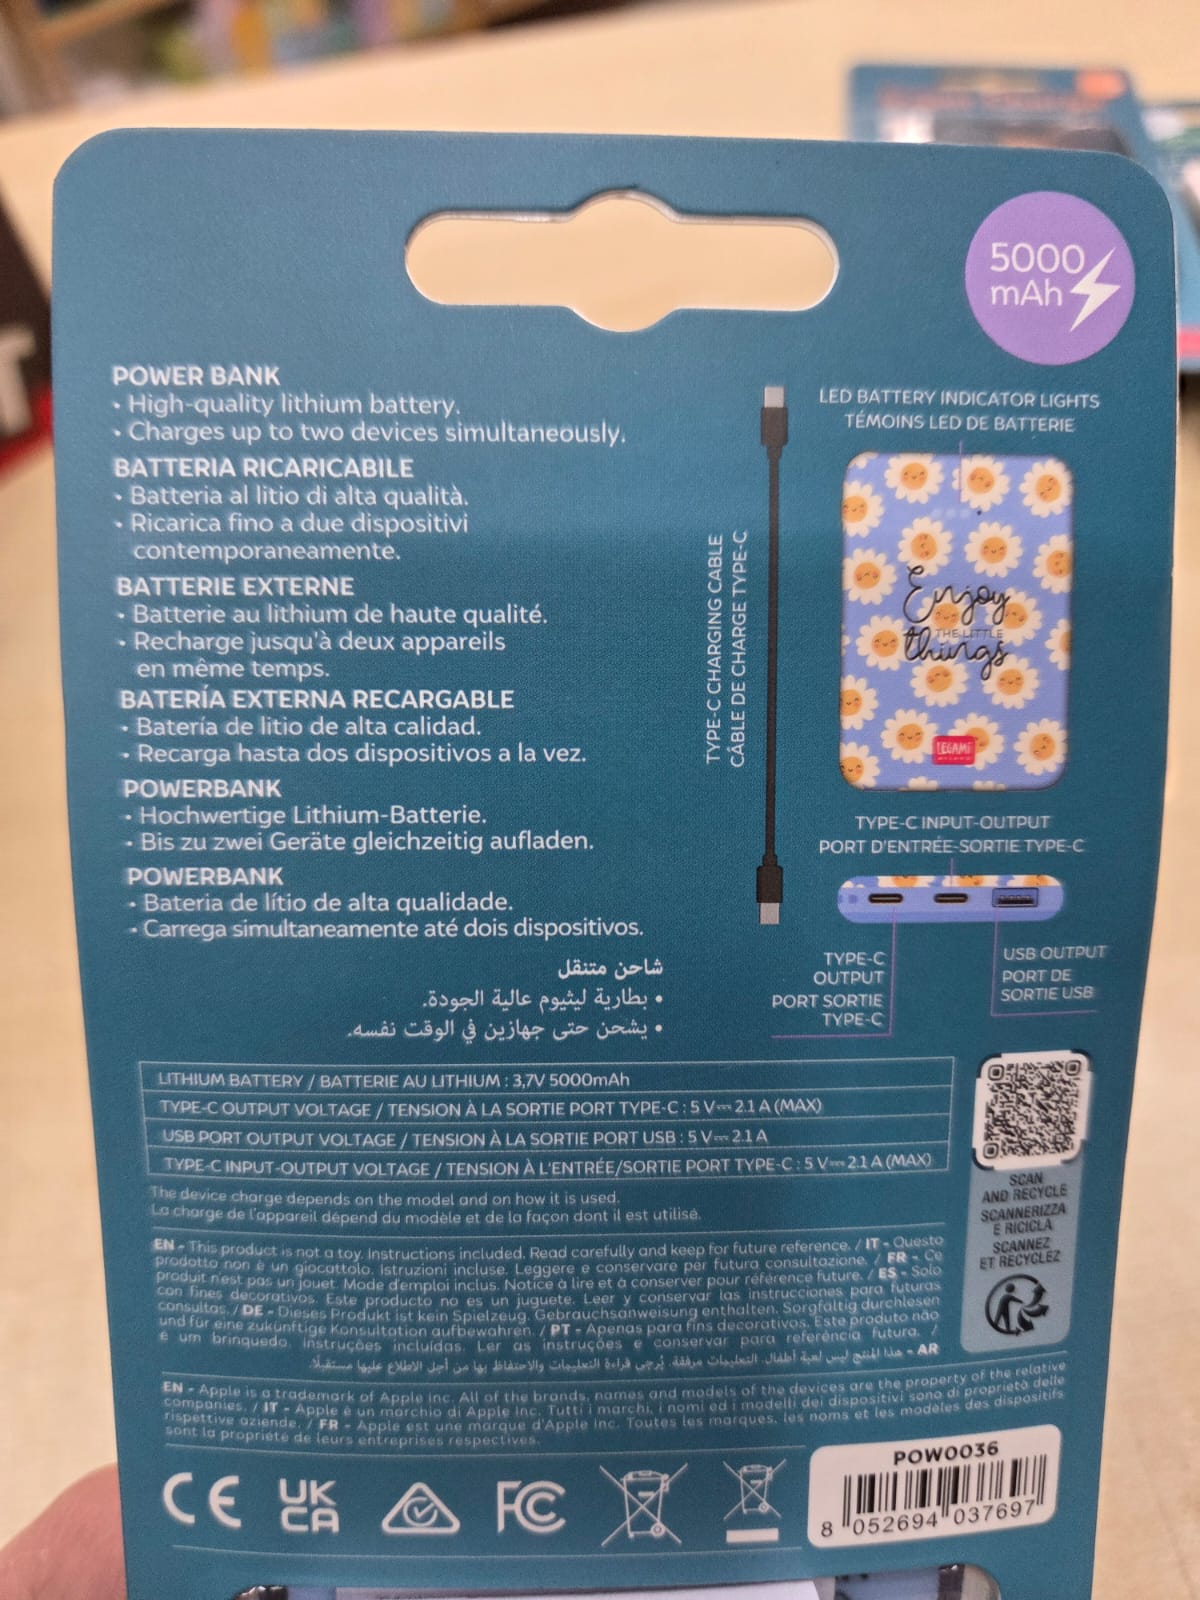 5000
mAh
POWER BANK
• High-quality lithium battery.
• Charges up to two devices simultaneously.
BATTERIA RICARICABILE
• Batteria al litio di alta qualità.
• Ricarica fino a due dispositivi
contemporaneamente.
BATTERIE EXTERNE
• Batterie au lithium de haute qualité.
• Recharge jusqu'à deux appareils
en même temps.
BATERÍA EXTERNA RECARGABLE
• Batería de litio de alta calidad.
• Recarga hasta dos dispositivos a la vez.
POWERBANK
• Hochwertige Lithium-Batterie.
• Bis zu zwei Geräte gleichzeitig aufladen.
POWERBANK
• Bateria de lítio de alta qualidade.
• Carrega simultaneamente até dois dispositivos.
شاحن متنقل
• بطارية ليثيوم عالية الجودة.
• يشحن حتى جهازين في الوقت نفسه.
TYPE-C CHARGING CABLE
CÂBLE DE CHARGE TYPE-C
LED BATTERY INDICATOR LIGHTS
TÉMOINS LED DE BATTERIE
Enjoy
THE LITTLE
things
LEGAMI
MILANO
TYPE-C INPUT-OUTPUT
PORT D'ENTRÉE-SORTIE TYPE-C
TYPE-C
OUTPUT
PORT SORTIE
TYPE-C
USB OUTPUT
PORT DE
SORTIE USB
LITHIUM BATTERY / BATTERIE AU LITHIUM : 3,7V 5000mAh
TYPE-C OUTPUT VOLTAGE / TENSION À LA SORTIE PORT TYPE-C : 5 V⎓ 2.1 A (MAX)
USB PORT OUTPUT VOLTAGE / TENSION À LA SORTIE PORT USB : 5 V⎓ 2.1 A
TYPE-C INPUT-OUTPUT VOLTAGE / TENSION À L'ENTRÉE/SORTIE PORT TYPE-C : 5 V⎓ 2.1 A (MAX)
The device charge depends on the model and on how it is used.
La charge de l'appareil dépend du modèle et de la façon dont il est utilisé.
EN - This product is not a toy. Instructions included. Read carefully and keep for future reference. / IT - Questo
prodotto non è un giocattolo. Istruzioni incluse. Leggere e conservare per futura consultazione. / FR - Ce
produit n'est pas un jouet. Mode d'emploi inclus. Notice à lire et à conserver pour référence future. / ES - Solo
con fines decorativos. Este producto no es un juguete. Leer y conservar las instrucciones para futuras
consultas. / DE - Dieses Produkt ist kein Spielzeug. Gebrauchsanweisung enthalten. Sorgfältig durchlesen
und für eine zukünftige Konsultation aufbewahren. / PT - Apenas para fins decorativos. Este produto não
é um brinquedo. instruções incluídas. Ler as instruções e conservar para referência futura. /
AR - هذا المنتج ليس لعبة أطفال. التعليمات مرفقة. يُرجى قراءة التعليمات والاحتفاظ بها من أجل الاطلاع عليها مستقبلًا.
EN - Apple is a trademark of Apple Inc. All of the brands, names and models of the devices are the property of the relative
companies. / IT - Apple è un marchio di Apple Inc. Tutti i marchi, i nomi ed i modelli dei dispositivi sono di proprietà delle
rispettive aziende. / FR - Apple est une marque d'Apple Inc. Toutes les marques, les noms et les modèles des dispositifs
sont la propriété de leurs entreprises respectives.
SCAN
AND RECYCLE
SCANNERIZZA
E RICICLA
SCANNEZ
ET RECYCLEZ
CE
UK
CA
FC
POW0036
8 052694 037697